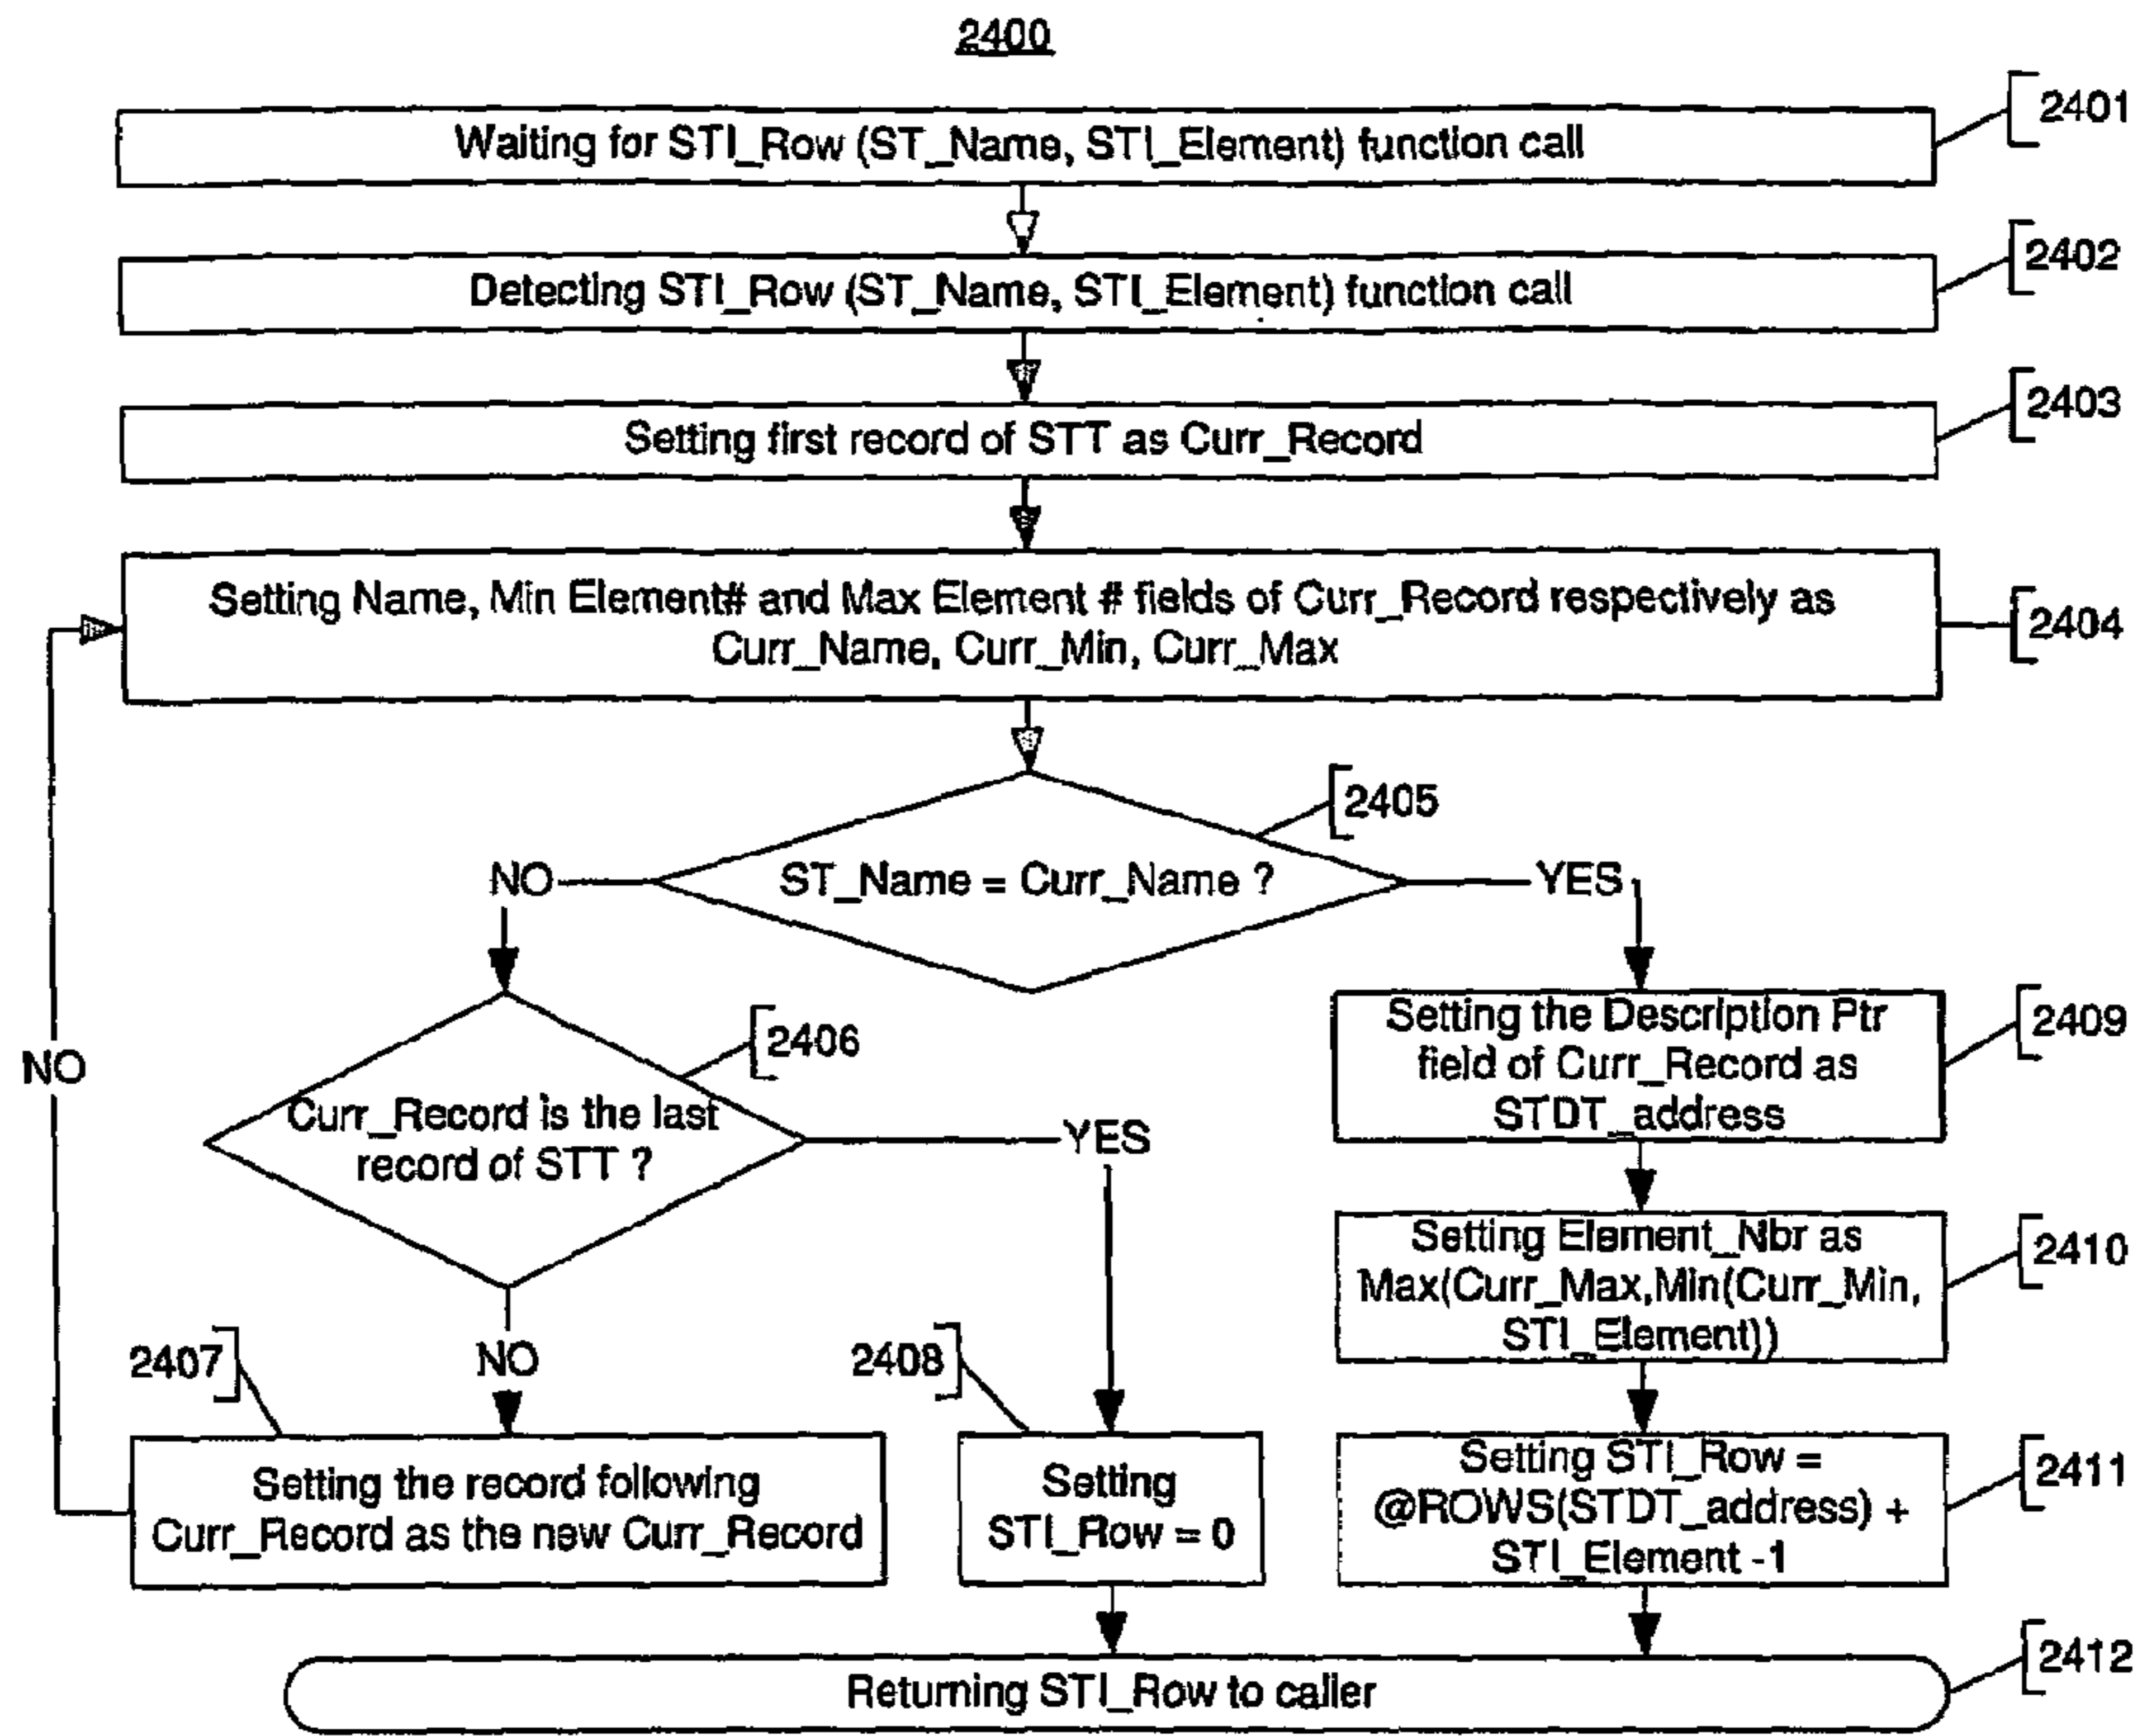 2400
Waiting for STI_Row (ST_Name, STI_Element) function call
2401
Detecting STI_Row (ST_Name, STI_Element) function call
2402
Setting first record of STT as Curr_Record
2403
Setting Name, Min Element# and Max Element # fields of Curr_Record respectively as
Curr_Name, Curr_Min, Curr_Max
2404
ST_Name = Curr_Name ?
2405
NO
YES
Curr_Record is the last
record of STT ?
2406
YES
NO
NO
Setting the Description Ptr
field of Curr_Record as
STDT_address
2409
Setting Element_Nbr as
Max(Curr_Max,Min(Curr_Min,
STI_Element))
2410
2407
Setting the record following
Curr_Record as the new Curr_Record
2408
Setting
STI_Row = 0
Setting STI_Row =
@ROWS(STDT_address) +
STI_Element -1
2411
Returning STI_Row to caller
2412